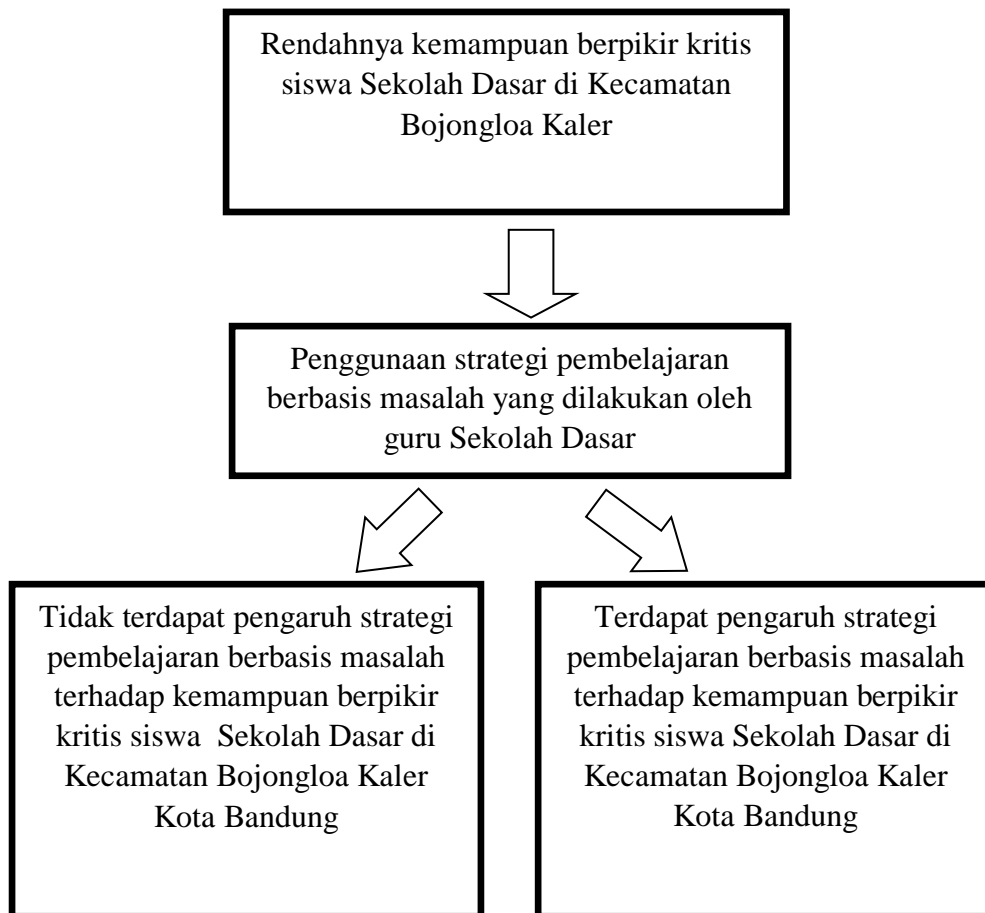 Rendahnya kemampuan berpikir kritis
siswa Sekolah Dasar di Kecamatan
Bojongloa Kaler
Penggunaan strategi pembelajaran
berbasis masalah yang dilakukan oleh
guru Sekolah Dasar
Tidak terdapat pengaruh strategi
pembelajaran berbasis masalah
terhadap kemampuan berpikir
kritis siswa  Sekolah Dasar di
Kecamatan Bojongloa Kaler
Kota Bandung
Terdapat pengaruh strategi
pembelajaran berbasis masalah
terhadap kemampuan berpikir
kritis siswa Sekolah Dasar di
Kecamatan Bojongloa Kaler
Kota Bandung